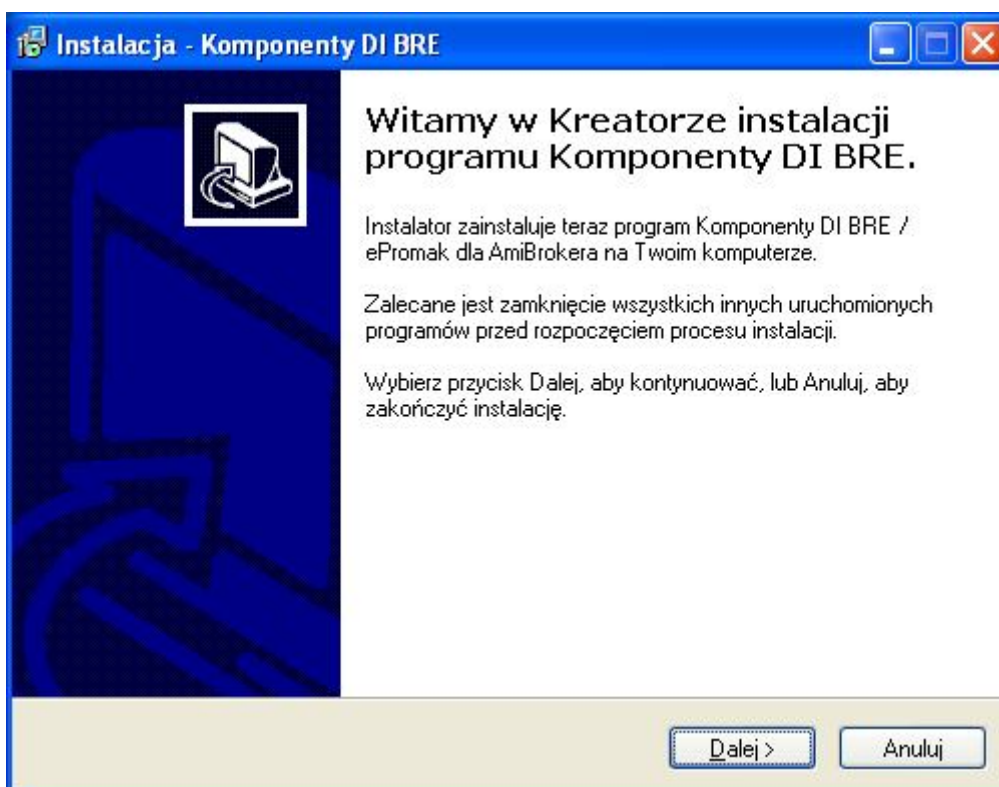 Instalacja - Komponenty DI BRE
Witamy w Kreatorze instalacji
programu Komponenty DI BRE.
Instalator zainstaluje teraz program Komponenty DI BRE /
ePromak dla AmiBrokera na Twoim komputerze.
Zalecane jest zamknięcie wszystkich innych uruchomionych
programów przed rozpoczęciem procesu instalacji.
Wybierz przycisk Dalej, aby kontynuować, lub Anuluj, aby
zakończyć instalację.
Dalej > Anuluj